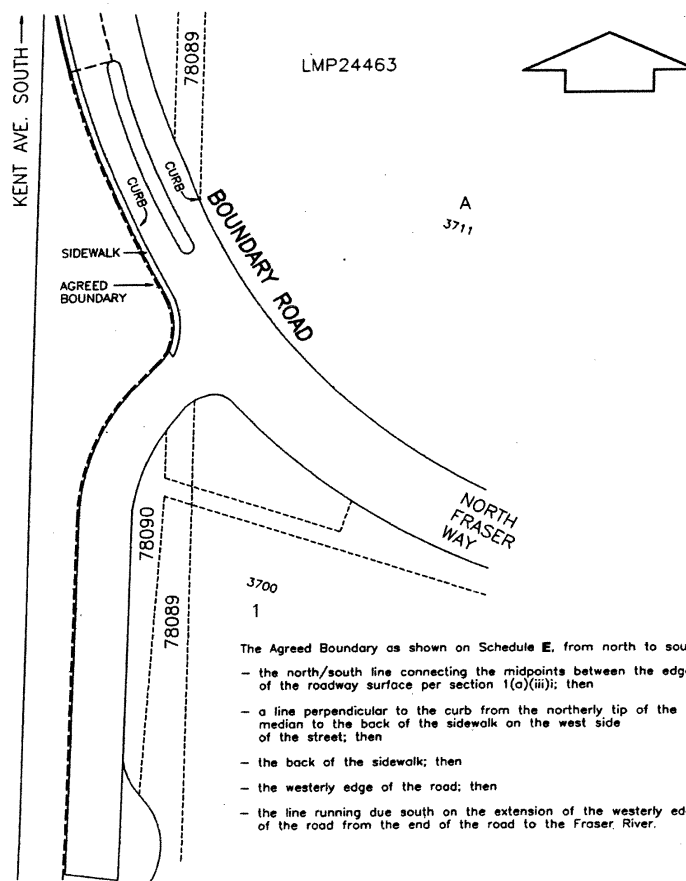 KENT AVE. SOUTH
78089
LMP24463
CURB
CURB
BOUNDARY ROAD
A
3711
SIDEWALK
AGREED
BOUNDARY
NORTH
FRASER
WAY
78090
78089
3700
1
The Agreed Boundary as shown on Schedule E, from north to sou
– the north/south line connecting the midpoints between the edg
of the roadway surface per section 1(a)(iii)i; then
– a line perpendicular to the curb from the northerly tip of the
median to the back of the sidewalk on the west side
of the street; then
– the back of the sidewalk; then
– the westerly edge of the road; then
– the line running due south on the extension of the westerly ed
of the road from the end of the road to the Fraser River.